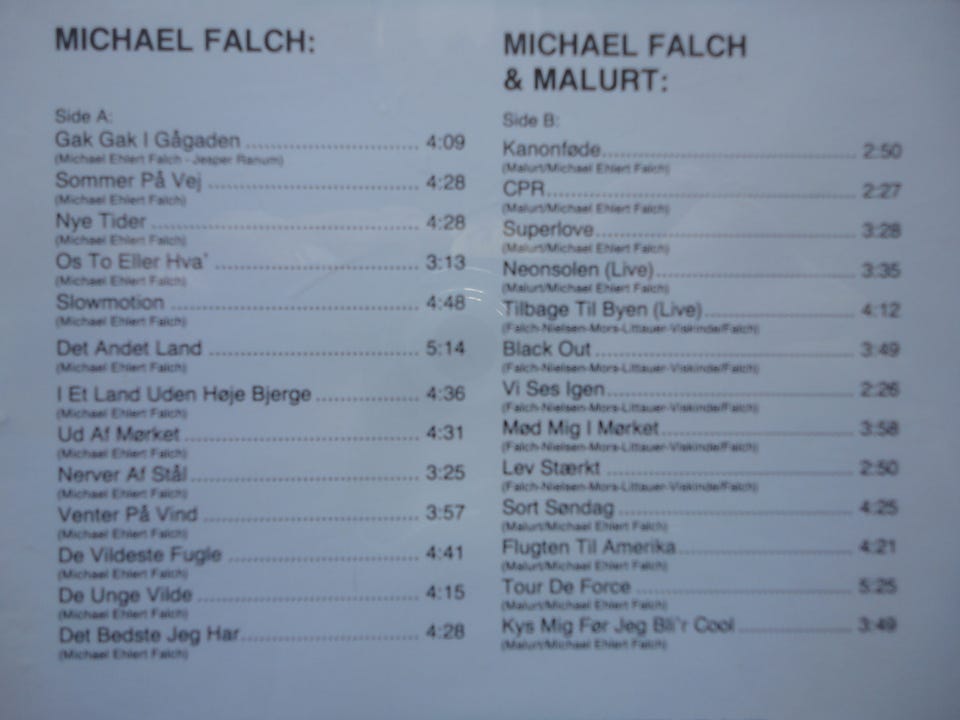 MICHAEL FALCH:
Side A:
Gak Gak I Gågaden 4:09
(Michael Ehlert Falch - Jesper Ranum)
Sommer På Vej 4:28
(Michael Ehlert Falch)
Nye Tider 4:28
(Michael Ehlert Falch)
Os To Eller Hva' 3:13
(Michael Ehlert Falch)
Slowmotion 4:48
(Michael Ehlert Falch)
Det Andet Land 5:14
(Michael Ehlert Falch)
I Et Land Uden Høje Bjerge 4:36
(Michael Ehlert Falch)
Ud Af Mørket 4:31
(Michael Ehlert Falch)
Nerver Af Stål 3:25
(Michael Ehlert Falch)
Venter På Vind 3:57
(Michael Ehlert Falch)
De Vildeste Fugle 4:41
(Michael Ehlert Falch)
De Unge Vilde 4:15
(Michael Ehlert Falch)
Det Bedste Jeg Har 4:28
(Michael Ehlert Falch)
MICHAEL FALCH
& MALURT:
Side B:
Kanonføde 2:50
(Malurt/Michael Ehlert Falch)
CPR 2:27
(Malurt/Michael Ehlert Falch)
Superlove 3:28
(Malurt/Michael Ehlert Falch)
Neonsolen (Live) 3:35
(Malurt/Michael Ehlert Falch)
Tilbage Til Byen (Live) 4:12
(Falch-Nielsen-Mors-Littauer-Viskinde/Falch)
Black Out 3:49
(Falch-Nielsen-Mors-Littauer-Viskinde/Falch)
Vi Ses Igen 2:26
(Falch-Nielsen-Mors-Littauer-Viskinde/Falch)
Mød Mig I Mørket 3:58
(Falch-Nielsen-Mors-Littauer-Viskinde/Falch)
Lev Stærkt 2:50
(Falch-Nielsen-Mors-Littauer-Viskinde/Falch)
Sort Søndag 4:25
(Malurt/Michael Ehlert Falch)
Flugten Til Amerika 4:21
(Malurt/Michael Ehlert Falch)
Tour De Force 5:25
(Malurt/Michael Ehlert Falch)
Kys Mig Før Jeg Bli'r Cool 3:49
(Malurt/Michael Ehlert Falch)